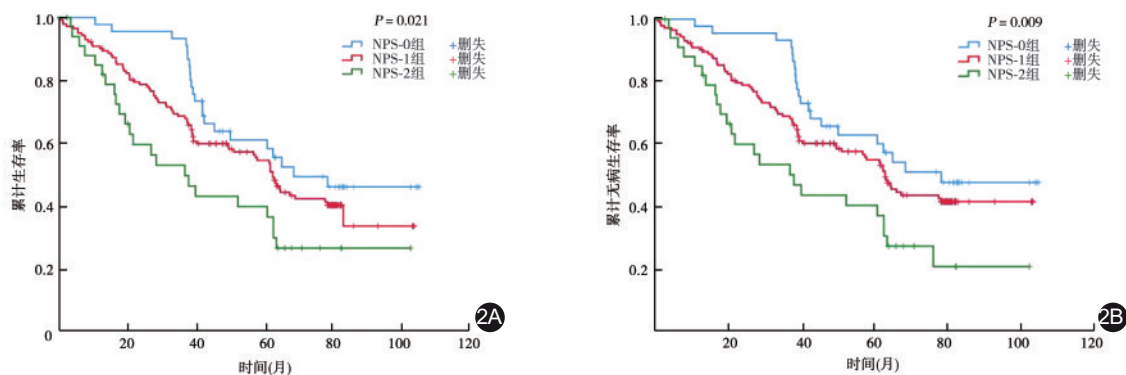 P = 0.021
NPS-0组 +删失
NPS-1组 +删失
NPS-2组 +删失
累计生存率
1.0
0.8
0.6
0.4
0.2
0
20 40 60 80 100 120
时间(月)
2A
P = 0.009
NPS-0组 +删失
NPS-1组 +删失
NPS-2组 +删失
累计无病生存率
1.0
0.8
0.6
0.4
0.2
0
20 40 60 80 100 120
时间(月)
2B